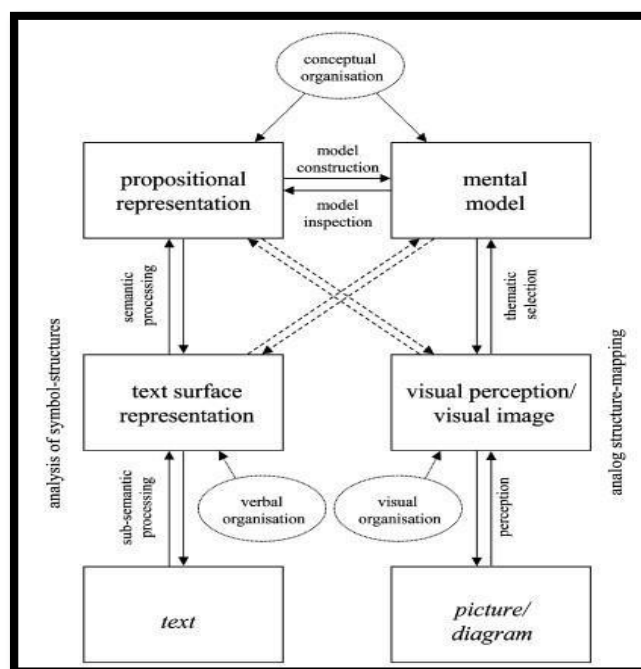 conceptual
organisation
propositional
representation
model
construction
model
inspection
mental
model
semantic
processing
thematic
selection
analysis of symbol-structures
text surface
representation
visual perception/
visual image
analog structure-mapping
verbal
organisation
visual
organisation
sub-semantic
processing
perception
text
picture/
diagram